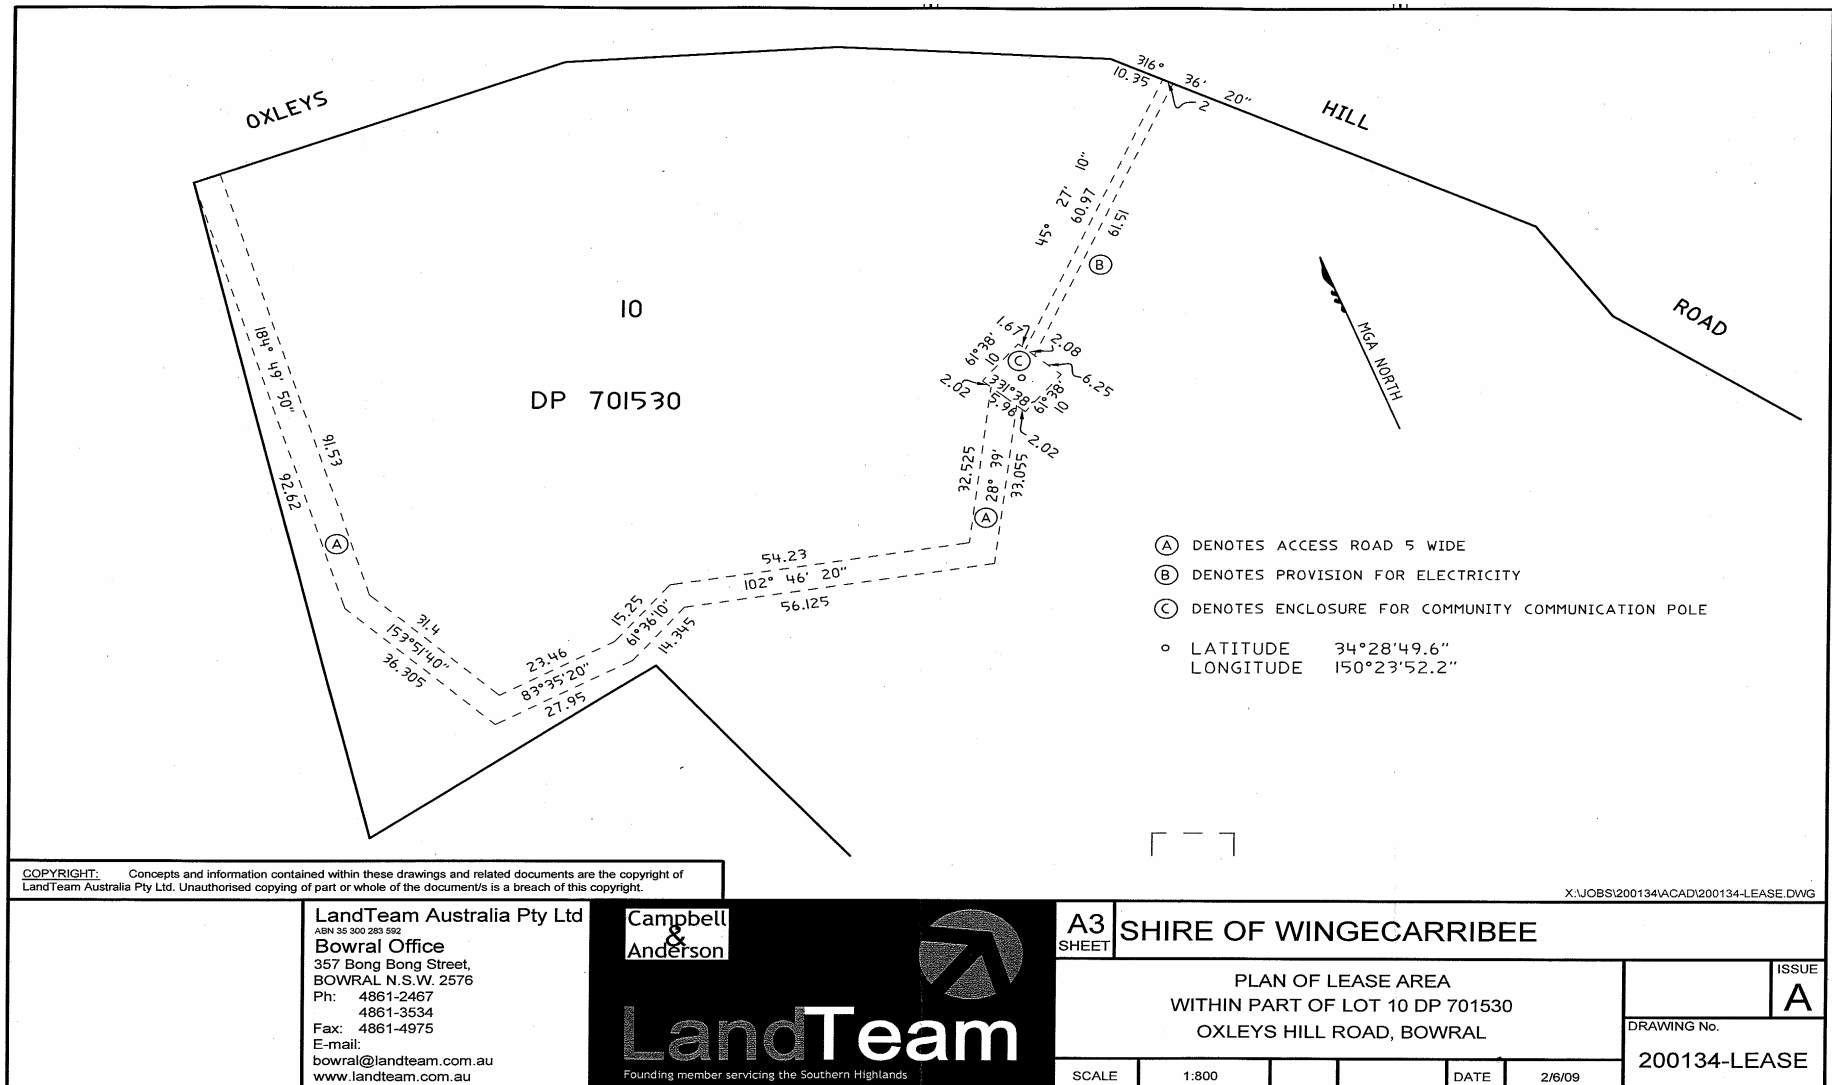 OXLEYS
HILL
ROAD
316° 36' 20"
10.35
2
45° 27' 10"
60.97
61.51
B
10
DP 701530
MGA NORTH
1.67
2.08
61°38'
10
C
6.25
2.02
331°38'
5.96
61°38'
10
2.02
32.525
28° 39'
33.055
A
184° 49' 50"
91.53
92.62
A
54.23
102° 46' 20"
56.125
15.25
61°36'10"
14.345
31.4
153°51'40"
36.305
23.46
83°35'20"
27.95
A DENOTES ACCESS ROAD 5 WIDE
B DENOTES PROVISION FOR ELECTRICITY
C DENOTES ENCLOSURE FOR COMMUNITY COMMUNICATION POLE
LATITUDE 34°28'49.6"
LONGITUDE 150°23'52.2"
COPYRIGHT: Concepts and information contained within these drawings and related documents are the copyright of
LandTeam Australia Pty Ltd. Unauthorised copying of part or whole of the document/s is a breach of this copyright.
X:\JOBS\200134\ACAD\200134-LEASE.DWG
LandTeam Australia Pty Ltd
ABN 35 300 283 592
Bowral Office
357 Bong Bong Street,
BOWRAL N.S.W. 2576
Ph: 4861-2467
4861-3534
Fax: 4861-4975
E-mail:
bowral@landteam.com.au
www.landteam.com.au
Campbell
&
Anderson
LandTeam
Founding member servicing the Southern Highlands
A3
SHEET
SHIRE OF WINGECARRIBEE
PLAN OF LEASE AREA
WITHIN PART OF LOT 10 DP 701530
OXLEYS HILL ROAD, BOWRAL
ISSUE
A
DRAWING No.
200134-LEASE
SCALE 1:800 DATE 2/6/09